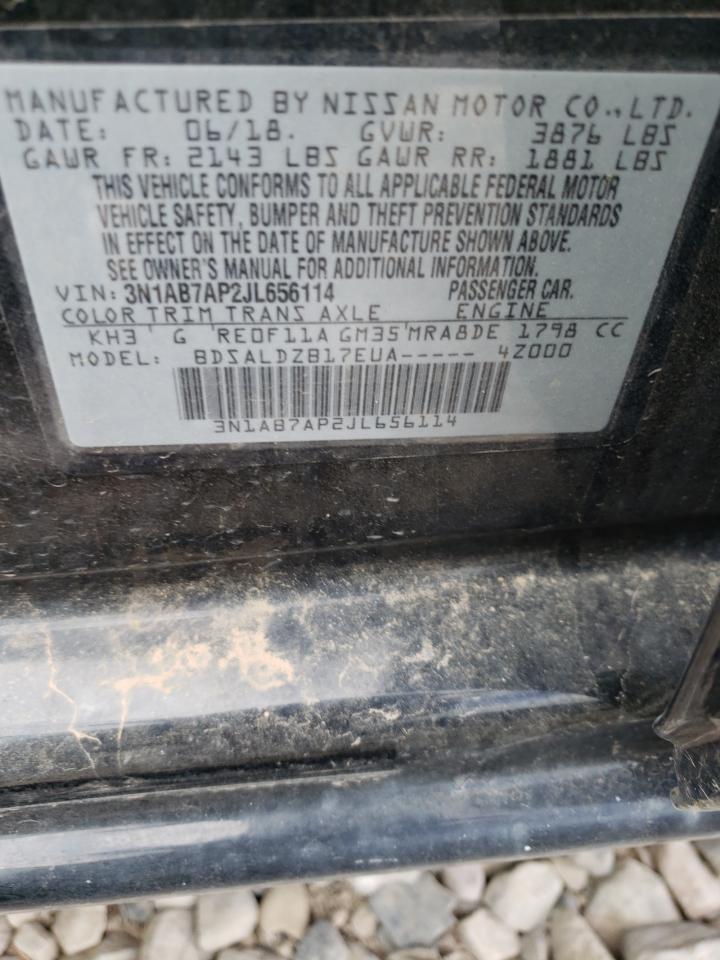 MANUFACTURED BY NISSAN MOTOR CO., LTD.
DATE: 06/18. GVWR: 3876 LBS
GAWR FR: 2143 LBS GAWR RR: 1881 LBS
THIS VEHICLE CONFORMS TO ALL APPLICABLE FEDERAL MOTOR
VEHICLE SAFETY, BUMPER AND THEFT PREVENTION STANDARDS
IN EFFECT ON THE DATE OF MANUFACTURE SHOWN ABOVE.
SEE OWNER'S MANUAL FOR ADDITIONAL INFORMATION.
VIN: 3N1AB7AP2JL656114 PASSENGER CAR.
COLOR TRIM TRANS AXLE ENGINE
KH3 G RE0F11A GM35 MRA8DE 1798 CC
MODEL: BDSALDZB17EUA----- 4Z000
3N1AB7AP2JL656114